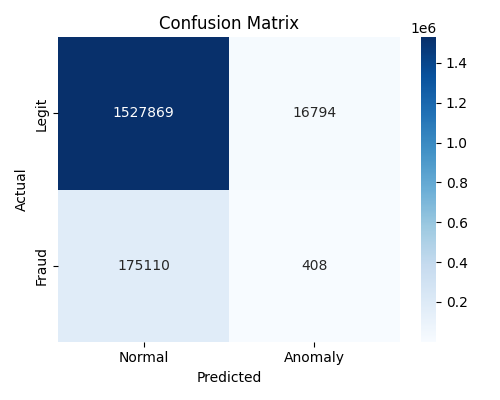 Confusion Matrix
1e6
Actual
Legit
Fraud
1527869
16794
175110
408
Normal
Anomaly
Predicted
1.4
1.2
1.0
0.8
0.6
0.4
0.2